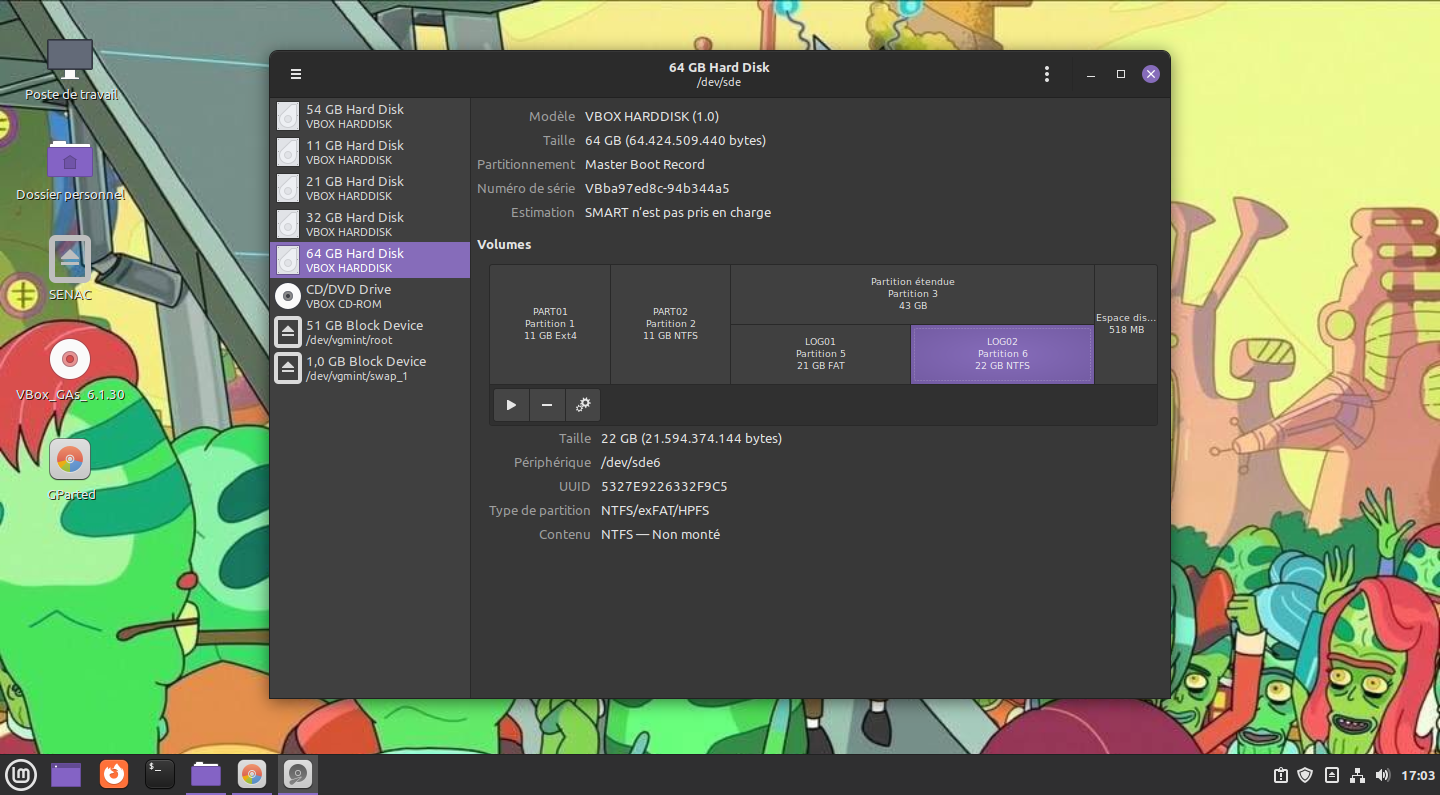 Poste de travail
Dossier personnel
SENAC
VBox_GAs_6.1.30
GParted
64 GB Hard Disk
/dev/sde
54 GB Hard Disk
VBOX HARDDISK
11 GB Hard Disk
VBOX HARDDISK
21 GB Hard Disk
VBOX HARDDISK
32 GB Hard Disk
VBOX HARDDISK
64 GB Hard Disk
VBOX HARDDISK
CD/DVD Drive
VBOX CD-ROM
51 GB Block Device
/dev/vgmint/root
1,0 GB Block Device
/dev/vgmint/swap_1
Modèle VBOX HARDDISK (1.0)
Taille 64 GB (64.424.509.440 bytes)
Partitionnement Master Boot Record
Numéro de série VBba97ed8c-94b344a5
Estimation SMART n’est pas pris en charge
Volumes
PART01
Partition 1
11 GB Ext4
PART02
Partition 2
11 GB NTFS
Partition étendue
Partition 3
43 GB
LOG01
Partition 5
21 GB FAT
LOG02
Partition 6
22 GB NTFS
Espace dis...
518 MB
Taille 22 GB (21.594.374.144 bytes)
Périphérique /dev/sde6
UUID 5327E9226332F9C5
Type de partition NTFS/exFAT/HPFS
Contenu NTFS — Non monté
$_
17:03